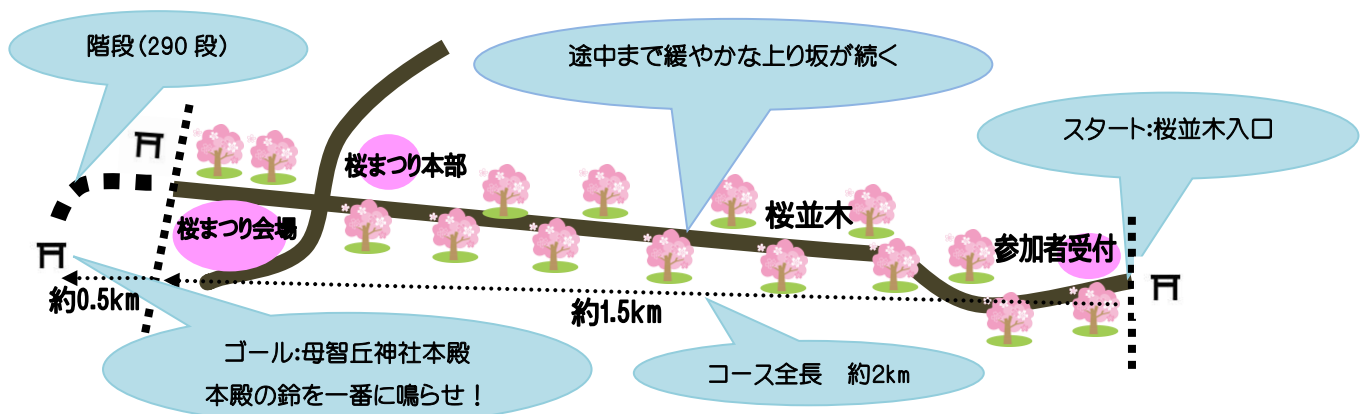 階段(290段)
途中まで緩やかな上り坂が続く
スタート:桜並木入口
桜まつり本部
桜並木
桜まつり会場
参加者受付
約0.5km
約1.5km
ゴール:母智丘神社本殿
本殿の鈴を一番に鳴らせ!
コース全長 約2km